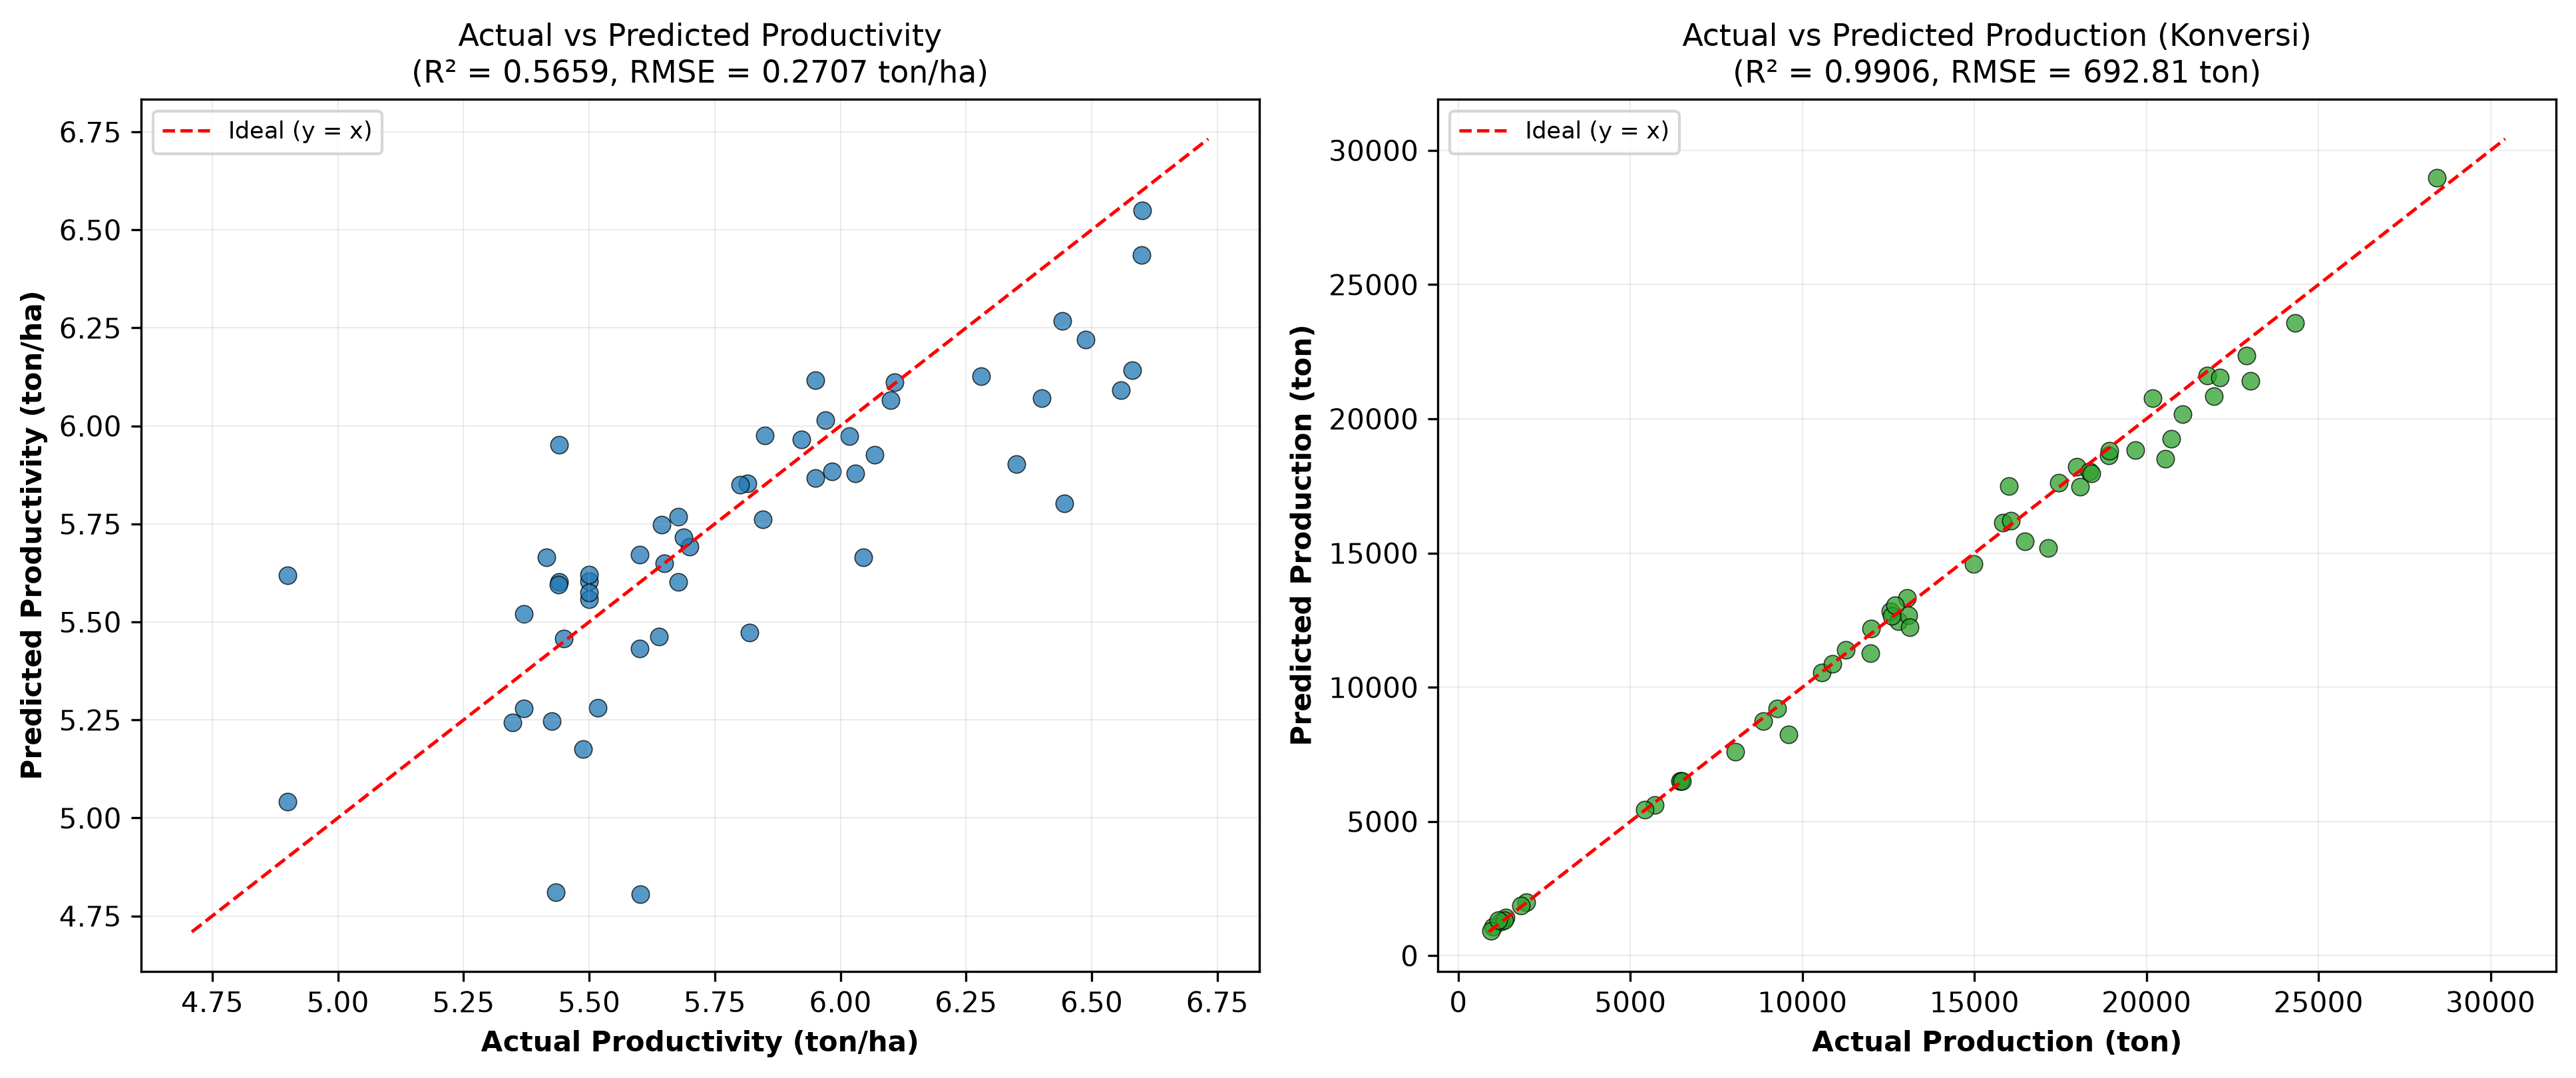 Actual vs Predicted Productivity
(R² = 0.5659, RMSE = 0.2707 ton/ha)
Ideal (y = x)
6.75
6.50
6.25
6.00
5.75
5.50
5.25
5.00
4.75
Predicted Productivity (ton/ha)
4.75 5.00 5.25 5.50 5.75 6.00 6.25 6.50 6.75
Actual Productivity (ton/ha)
Actual vs Predicted Production (Konversi)
(R² = 0.9906, RMSE = 692.81 ton)
Ideal (y = x)
30000
25000
20000
15000
10000
5000
0
Predicted Production (ton)
0 5000 10000 15000 20000 25000 30000
Actual Production (ton)